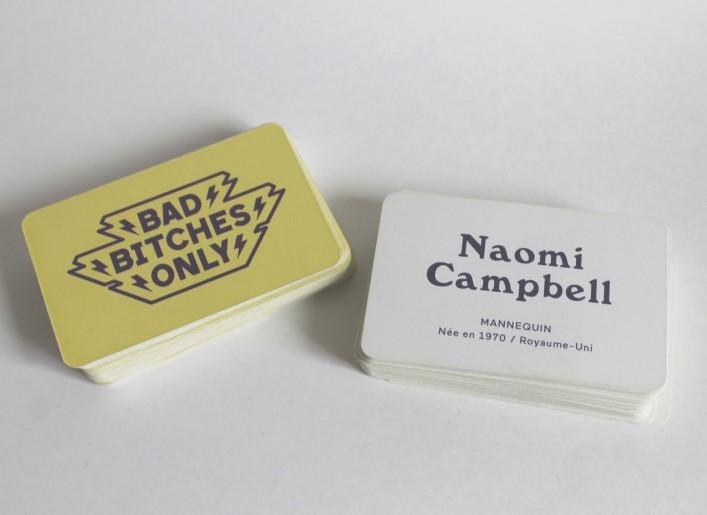 BAD
BITCHES
ONLY
Naomi
Campbell
MANNEQUIN
Née en 1970 / Royaume-Uni